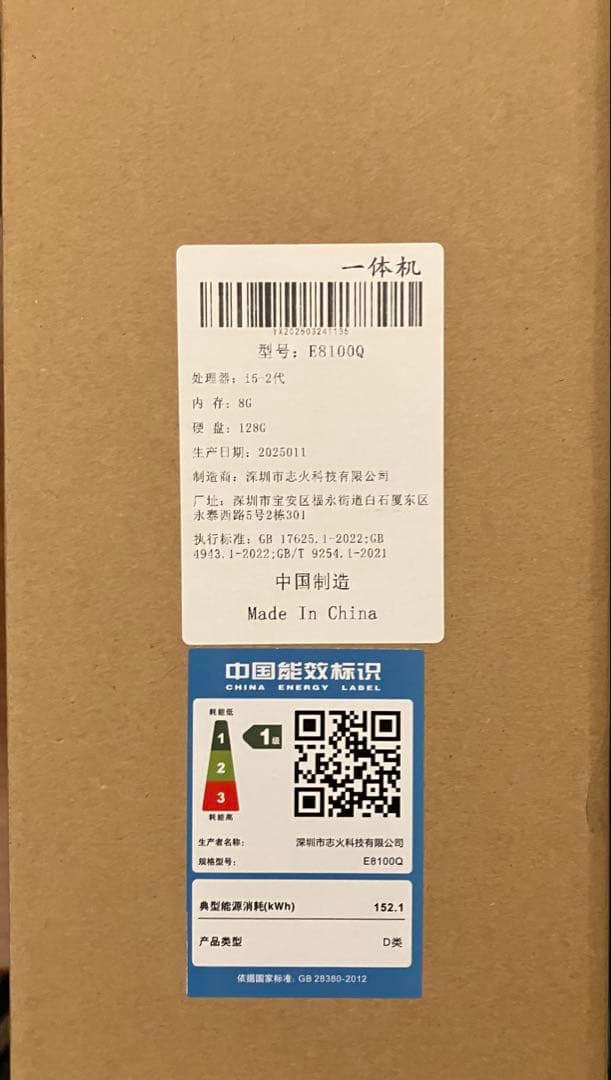 一体机
YX20250324T195
型号：E8100Q
处理器：i5-2代
内 存：8G
硬 盘：128G
生产日期：2025011
制造商：深圳市志火科技有限公司
厂址：深圳市宝安区福永街道白石厦东区
永泰西路5号2栋301
执行标准：GB 17625.1-2022;GB
4943.1-2022;GB/T 9254.1-2021
中国制造
Made In China
中国能效标识
CHINA ENERGY LABEL
耗能低
1
1级
2
3
耗能高
生产者名称： 深圳市志火科技有限公司
规格型号： E8100Q
典型能源消耗(kWh) 152.1
产品类型 D类
依据国家标准：GB 28380-2012